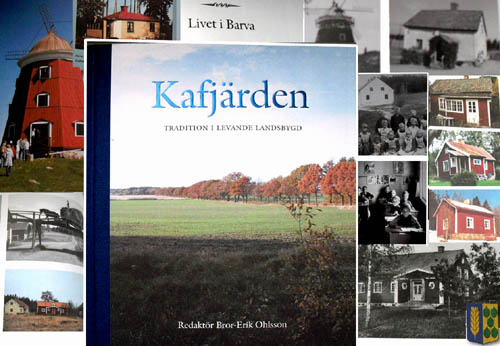 Livet i Barva
Kafjärden
TRADITION I LEVANDE LANDSBYGD
Redaktör Bror-Erik Ohlsson